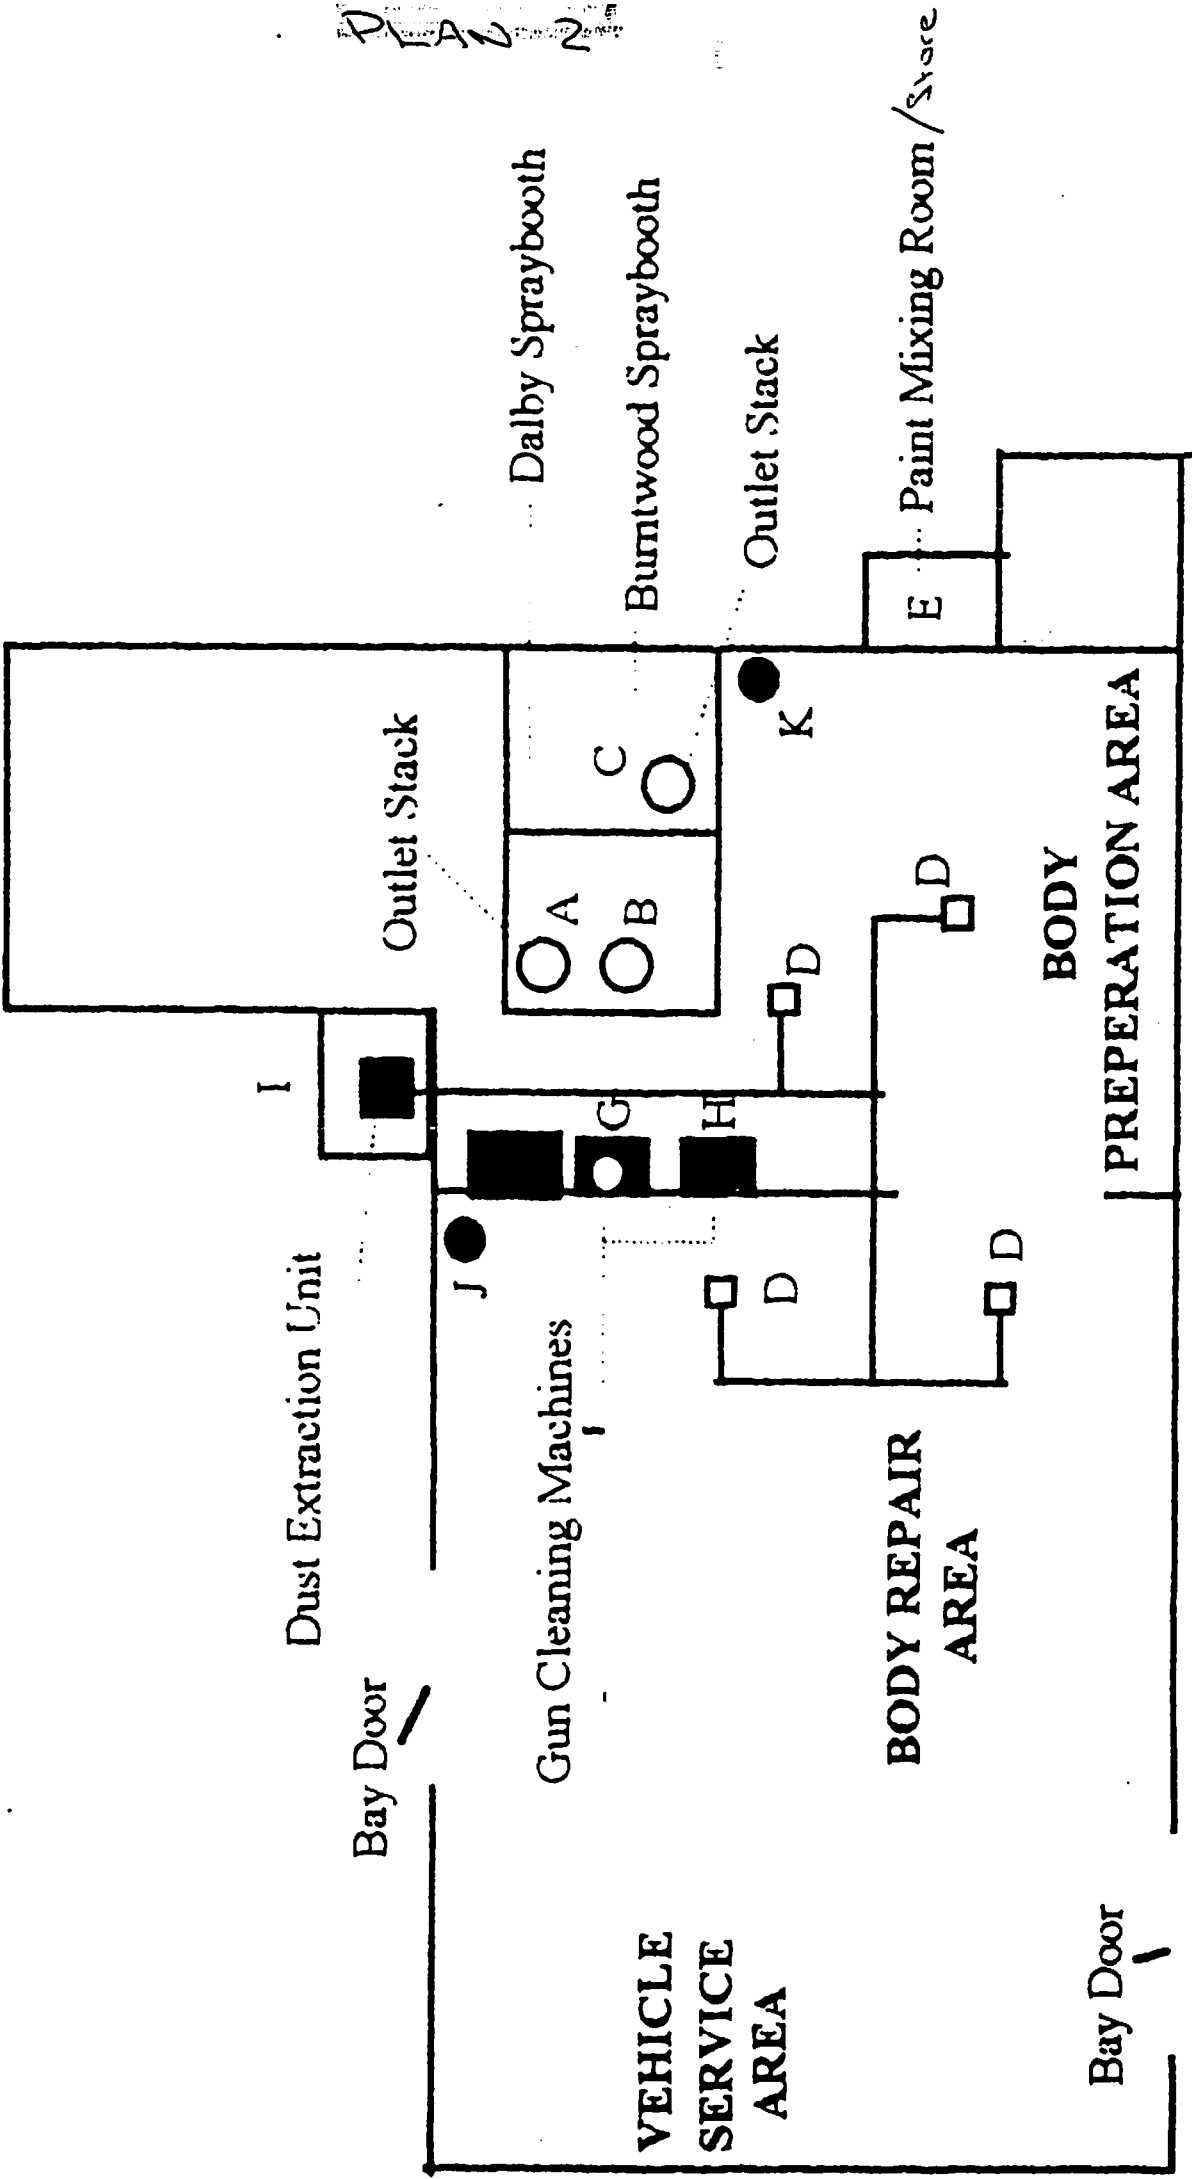 PLAN 2
Dalby Spraybooth
Burntwood Spraybooth
Outlet Stack
Paint Mixing Room / Store
E
Outlet Stack
C
K
A
B
D
D
BODY
PREPERATION AREA
I
G
H
Dust Extraction Unit
J
D
D
Gun Cleaning Machines
BODY REPAIR
AREA
Bay Door
VEHICLE
SERVICE
AREA
Bay Door